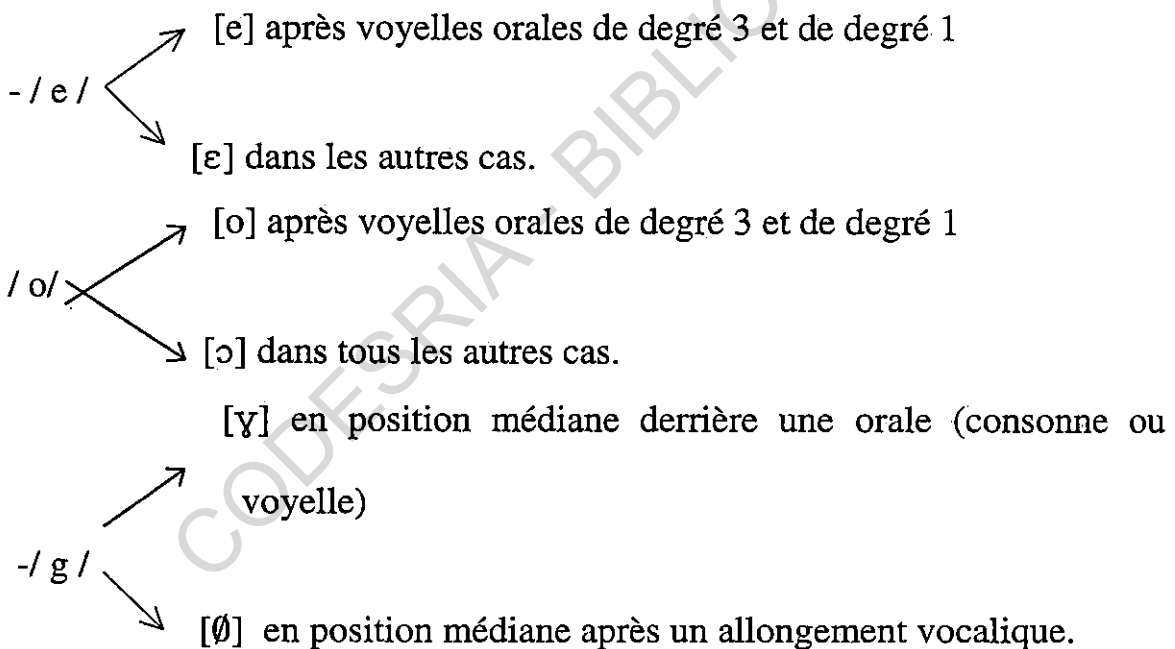 [e] après voyelles orales de degré 3 et de degré 1
- / e /
[ε] dans les autres cas.
[o] après voyelles orales de degré 3 et de degré 1
/ o/
[ɔ] dans tous les autres cas.
[Ɣ] en position médiane derrière une orale (consonne ou
voyelle)
-/ g /
[Ø] en position médiane après un allongement vocalique.
CODESRIA - BIBLIO